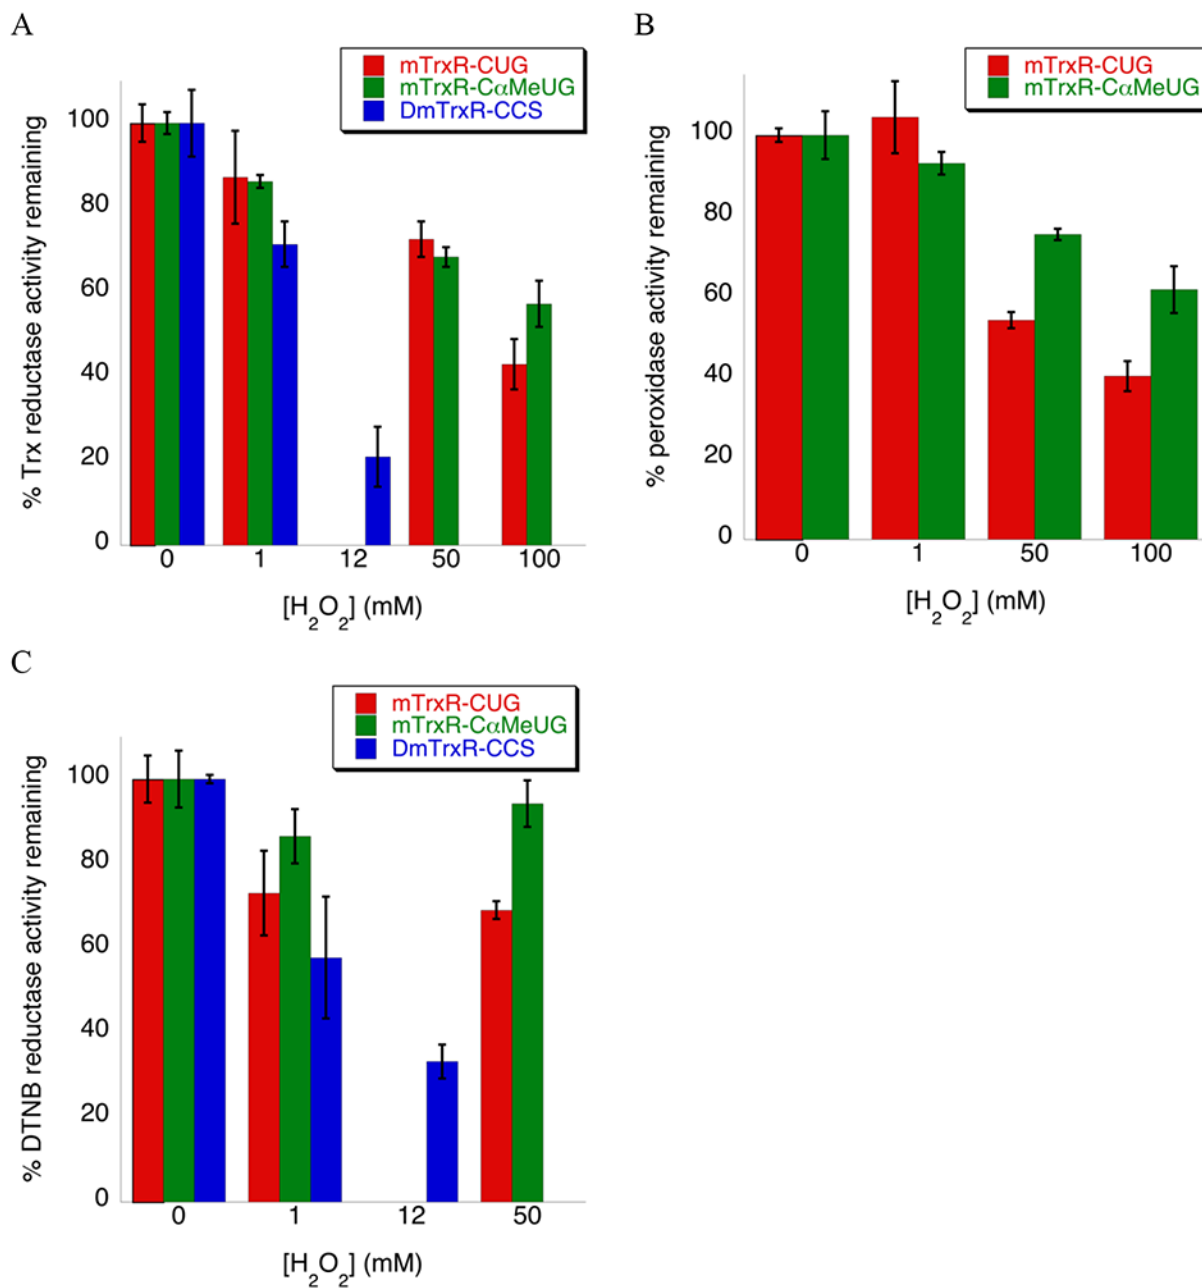 A
mTrxR-CUG
mTrxR-CαMeUG
DmTrxR-CCS
% Trx reductase activity remaining
100
80
60
40
20
0
0 1 12 50 100
[H₂O₂] (mM)
B
mTrxR-CUG
mTrxR-CαMeUG
% peroxidase activity remaining
100
80
60
40
20
0
0 1 50 100
[H₂O₂] (mM)
C
mTrxR-CUG
mTrxR-CαMeUG
DmTrxR-CCS
% DTNB reductase activity remaining
100
80
60
40
20
0
0 1 12 50
[H₂O₂] (mM)